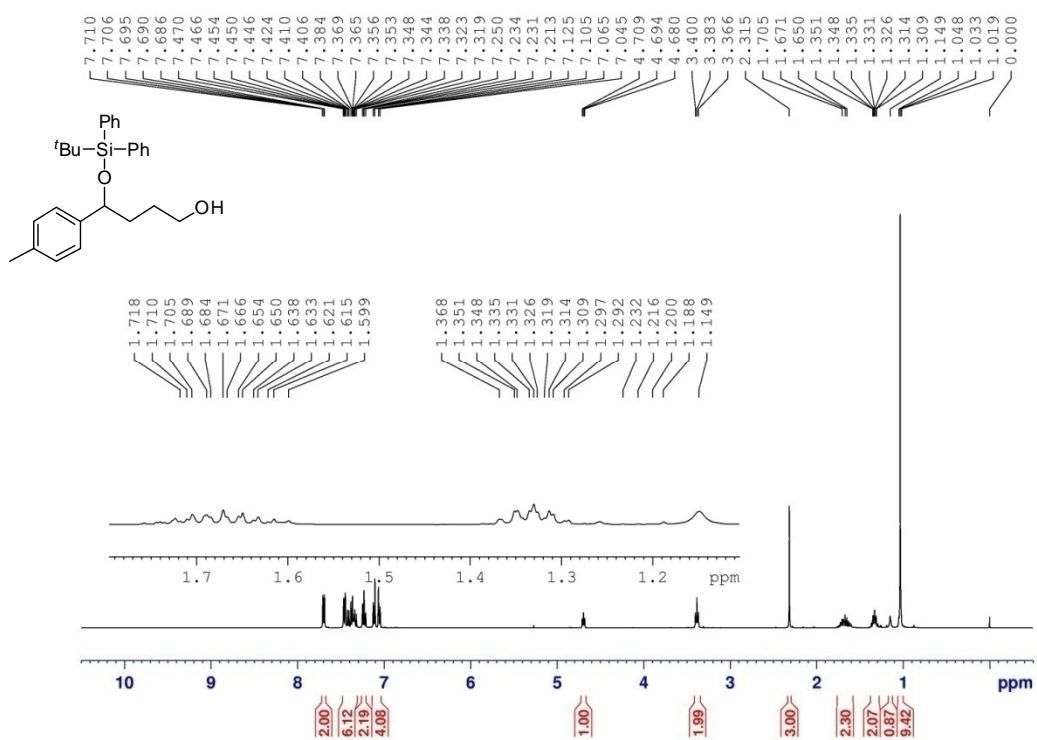 7.710 7.706 7.695 7.690 7.686 7.470 7.466 7.454 7.450 7.446 7.424 7.410 7.406 7.384 7.369 7.365 7.356 7.353 7.348 7.344 7.338 7.323 7.319 7.250 7.234 7.231 7.213 7.125 7.105 7.065 7.045 4.709 4.694 4.680 3.400 3.383 3.366 2.315 1.705 1.671 1.650 1.351 1.348 1.335 1.331 1.326 1.314 1.309 1.149 1.048 1.033 1.019 0.000
Ph
tBu Si Ph
O
OH
1.718 1.710 1.705 1.689 1.684 1.671 1.666 1.654 1.650 1.638 1.633 1.621 1.615 1.599
1.368 1.351 1.348 1.335 1.331 1.326 1.319 1.314 1.309 1.297 1.292 1.232 1.216 1.200 1.188 1.149
1.7 1.6 1.5 1.4 1.3 1.2 ppm
10 9 8 7 6 5 4 3 2 1 ppm
2.00 6.12 2.19 4.08 1.00 1.99 3.00 2.30 2.07 0.87 9.42